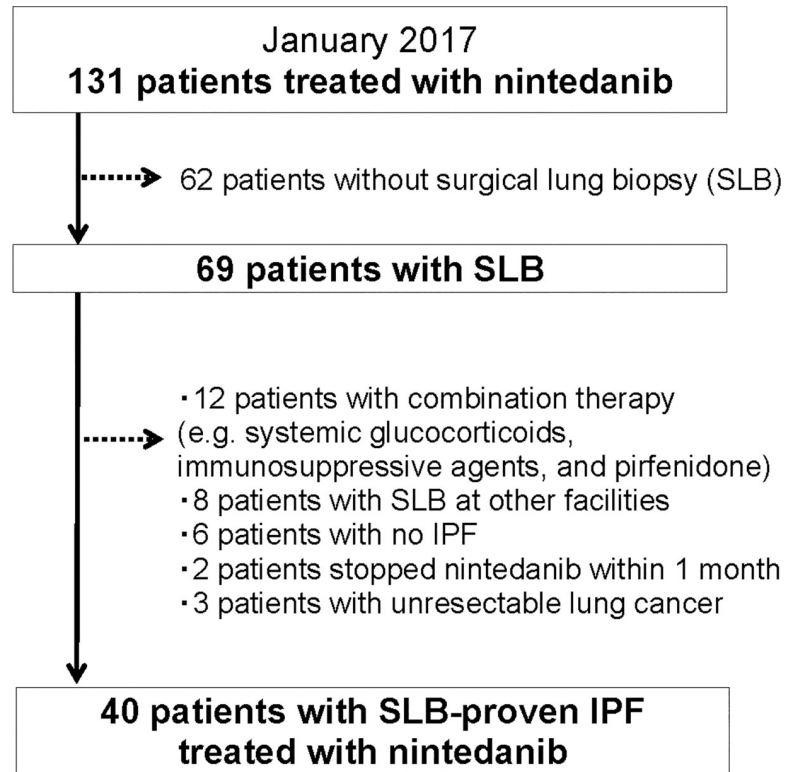 January 2017
131 patients treated with nintedanib
62 patients without surgical lung biopsy (SLB)
69 patients with SLB
・12 patients with combination therapy
(e.g. systemic glucocorticoids,
immunosuppressive agents, and pirfenidone)
・8 patients with SLB at other facilities
・6 patients with no IPF
・2 patients stopped nintedanib within 1 month
・3 patients with unresectable lung cancer
40 patients with SLB-proven IPF
treated with nintedanib